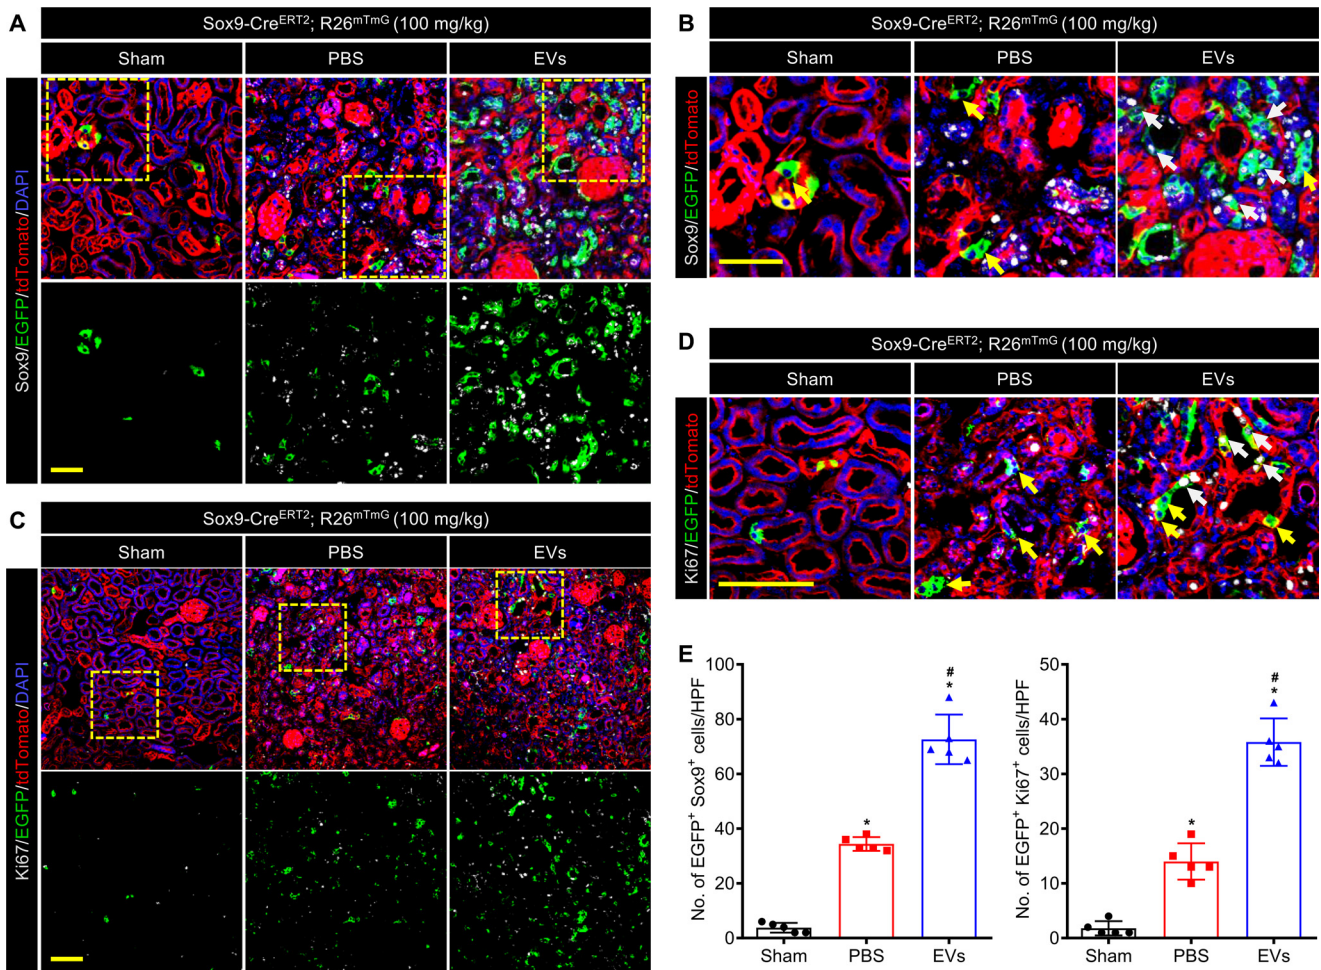 A
Sox9-CreERT2; R26mTmG (100 mg/kg)
Sham PBS EVs
Sox9/EGFP/tdTomato/DAPI
B
Sox9-CreERT2; R26mTmG (100 mg/kg)
Sham PBS EVs
Sox9/EGFP/tdTomato
C
Sox9-CreERT2; R26mTmG (100 mg/kg)
Sham PBS EVs
Ki67/EGFP/tdTomato/DAPI
D
Sox9-CreERT2; R26mTmG (100 mg/kg)
Sham PBS EVs
Ki67/EGFP/tdTomato
E
No. of EGFP+ Sox9+ cells/HPF
100
80
60
40
20
0
*
#
*
Sham PBS EVs
No. of EGFP+ Ki67+ cells/HPF
50
40
30
20
10
0
*
#
*
Sham PBS EVs